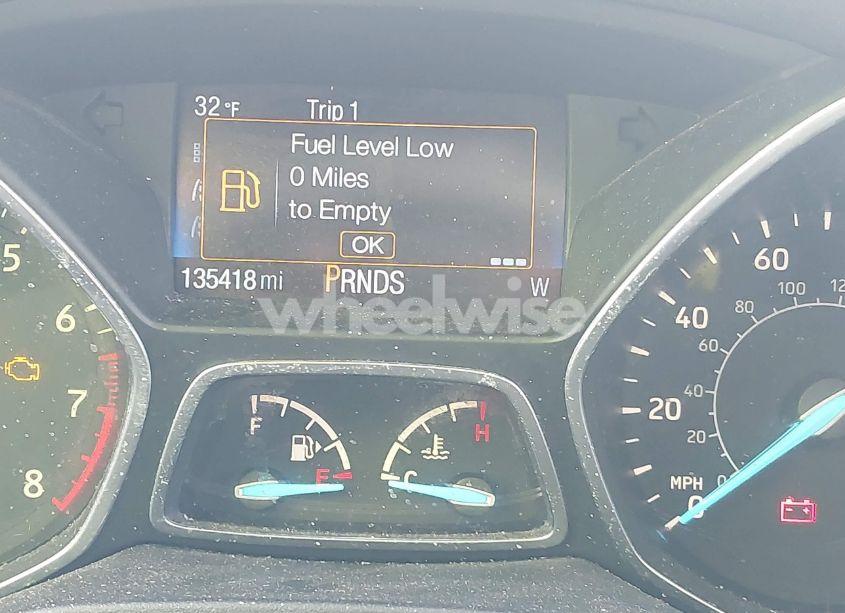 32°F Trip 1
Fuel Level Low
0 Miles
to Empty
OK
135418 mi PRNDS W
wheelwise
5
6
7
8
F
E
H
C
60
40
20
0
MPH
100
80
60
40
20
0